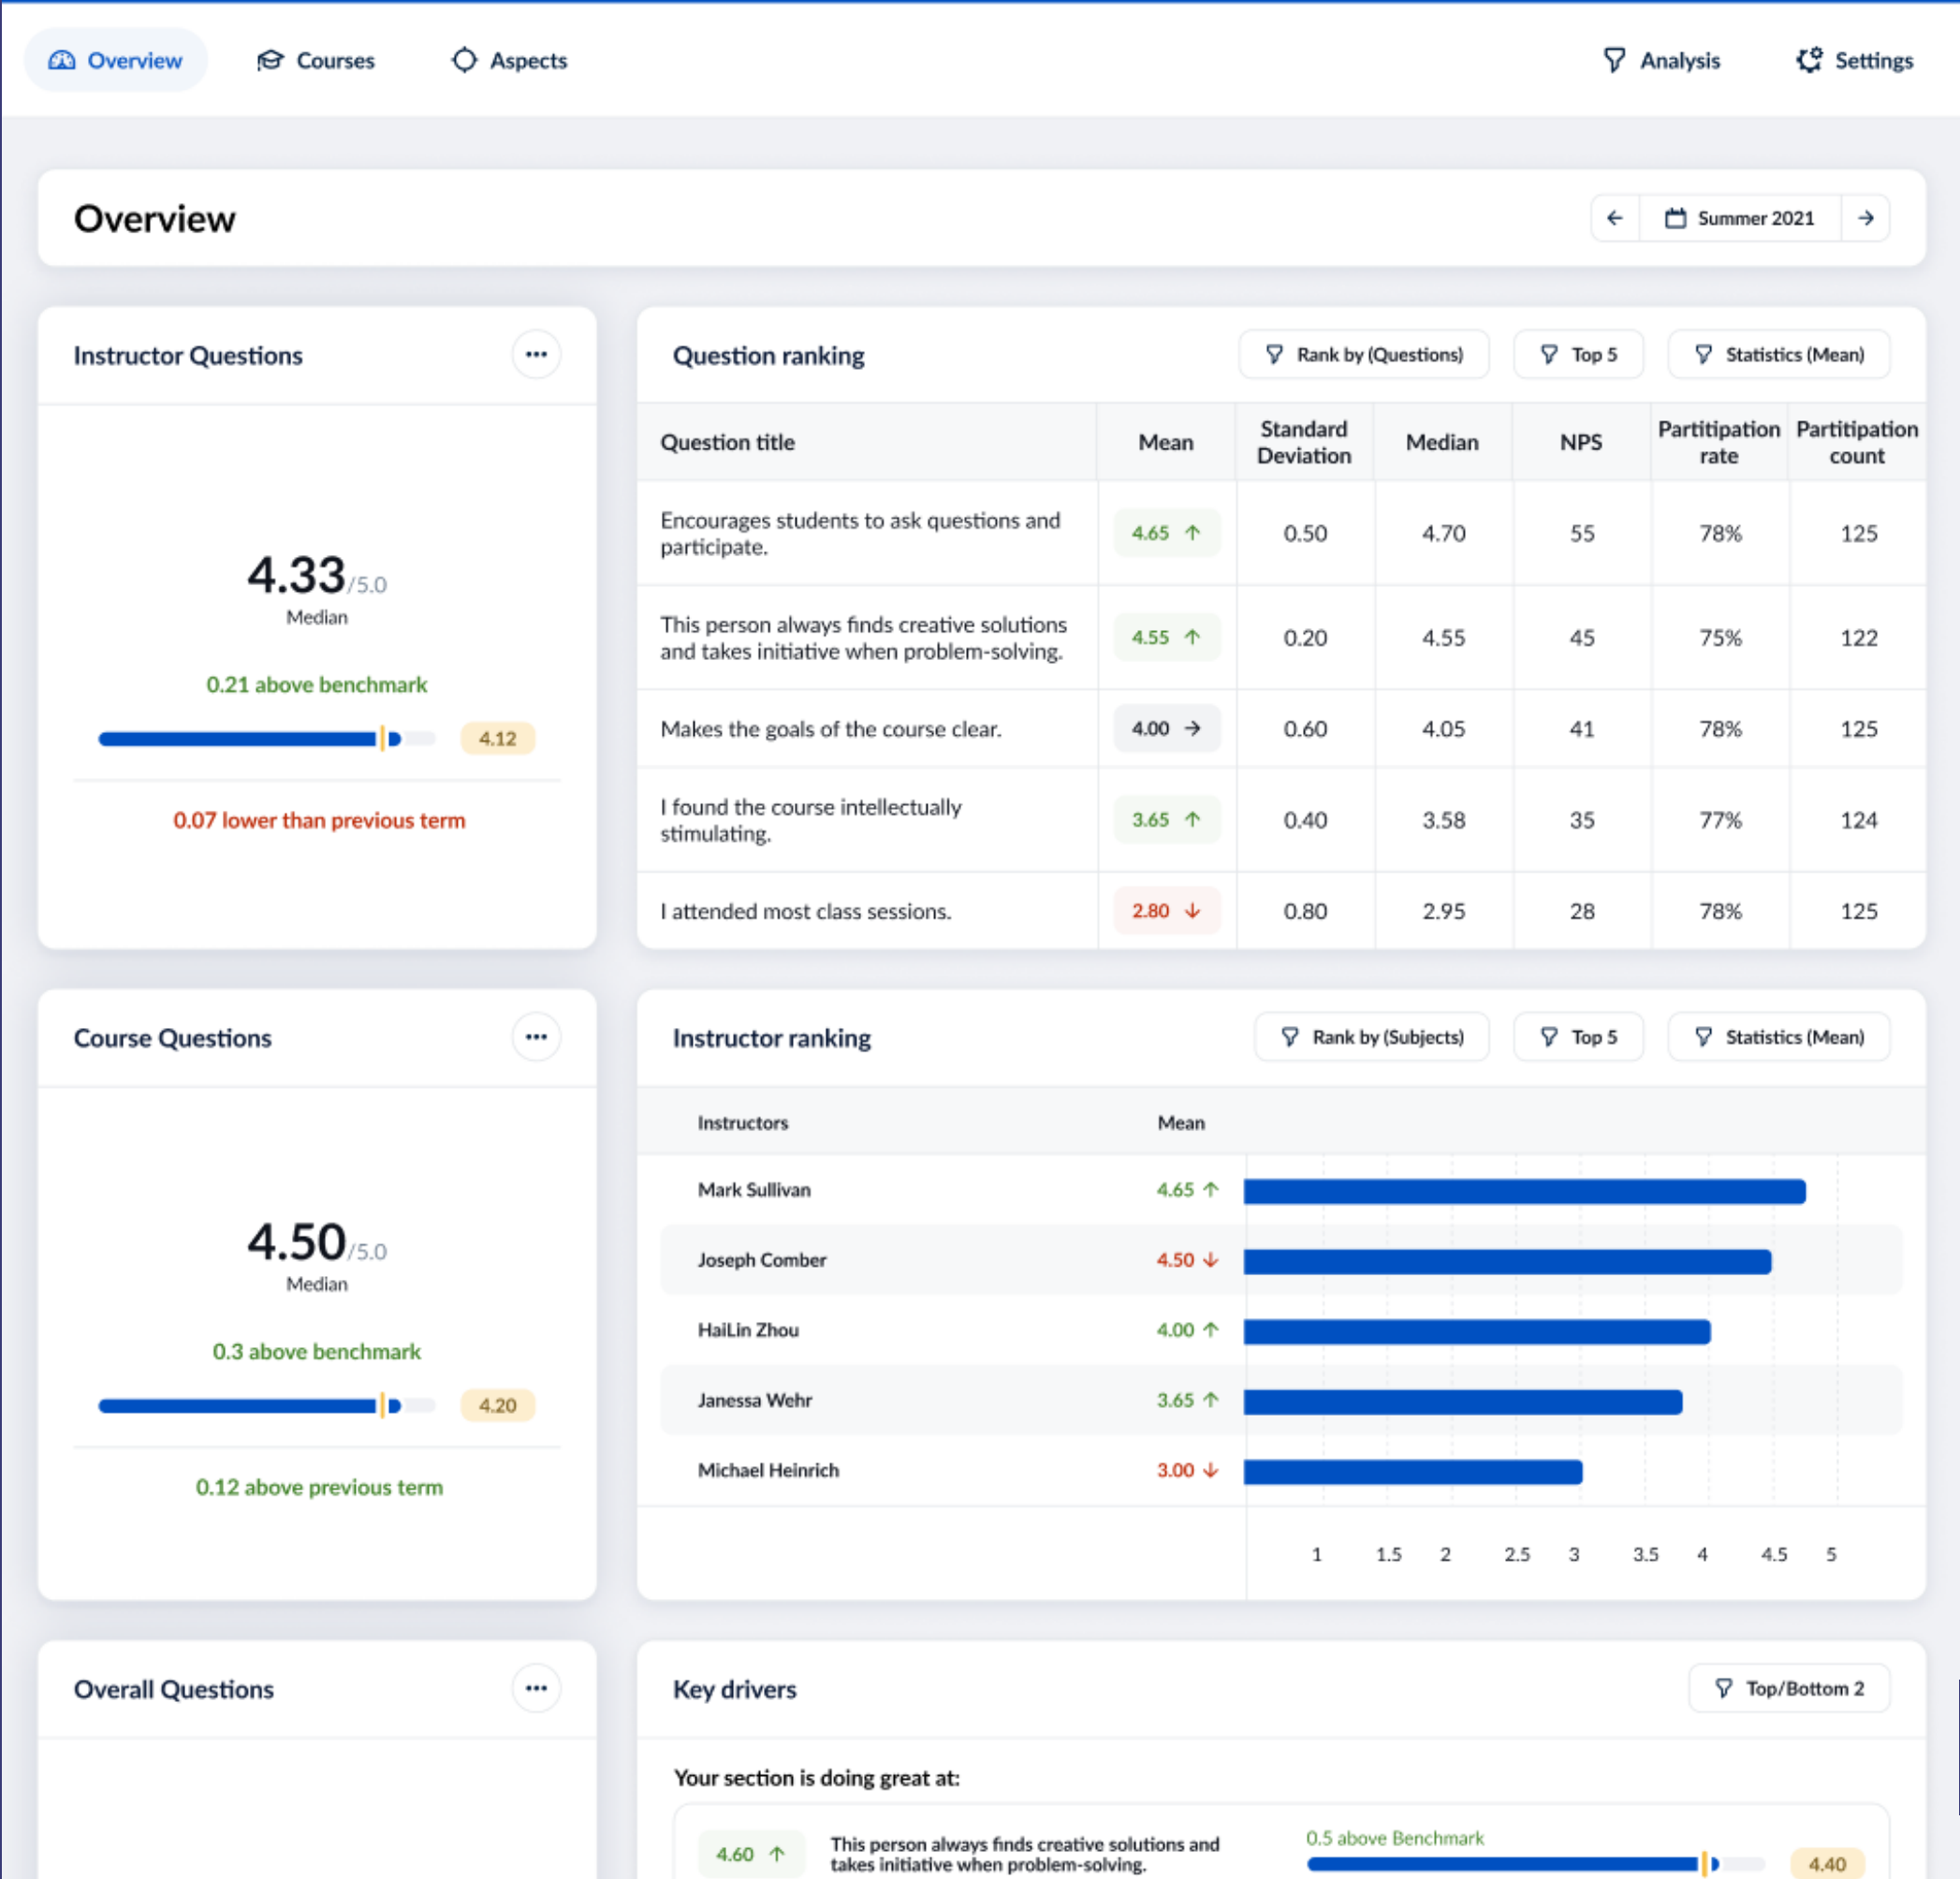 Overview
Courses
Aspects
Analysis
Settings
Overview
Summer 2021
Instructor Questions
4.33/5.0
Median
0.21 above benchmark
4.12
0.07 lower than previous term
Question ranking
Rank by (Questions)
Top 5
Statistics (Mean)
Question title
Mean
Standard
Deviation
Median
NPS
Partitipation
rate
Partitipation
count
Encourages students to ask questions and
participate.
4.65 ↑
0.50
4.70
55
78%
125
This person always finds creative solutions
and takes initiative when problem-solving.
4.55 ↑
0.20
4.55
45
75%
122
Makes the goals of the course clear.
4.00 →
0.60
4.05
41
78%
125
I found the course intellectually
stimulating.
3.65 ↑
0.40
3.58
35
77%
124
I attended most class sessions.
2.80 ↓
0.80
2.95
28
78%
125
Course Questions
4.50/5.0
Median
0.3 above benchmark
4.20
0.12 above previous term
Instructor ranking
Rank by (Subjects)
Top 5
Statistics (Mean)
Instructors
Mean
Mark Sullivan
4.65 ↑
Joseph Comber
4.50 ↓
HaiLin Zhou
4.00 ↑
Janessa Wehr
3.65 ↑
Michael Heinrich
3.00 ↓
1 1.5 2 2.5 3 3.5 4 4.5 5
Overall Questions
Key drivers
Top/Bottom 2
Your section is doing great at:
4.60 ↑
This person always finds creative solutions and
takes initiative when problem-solving.
0.5 above Benchmark
4.40